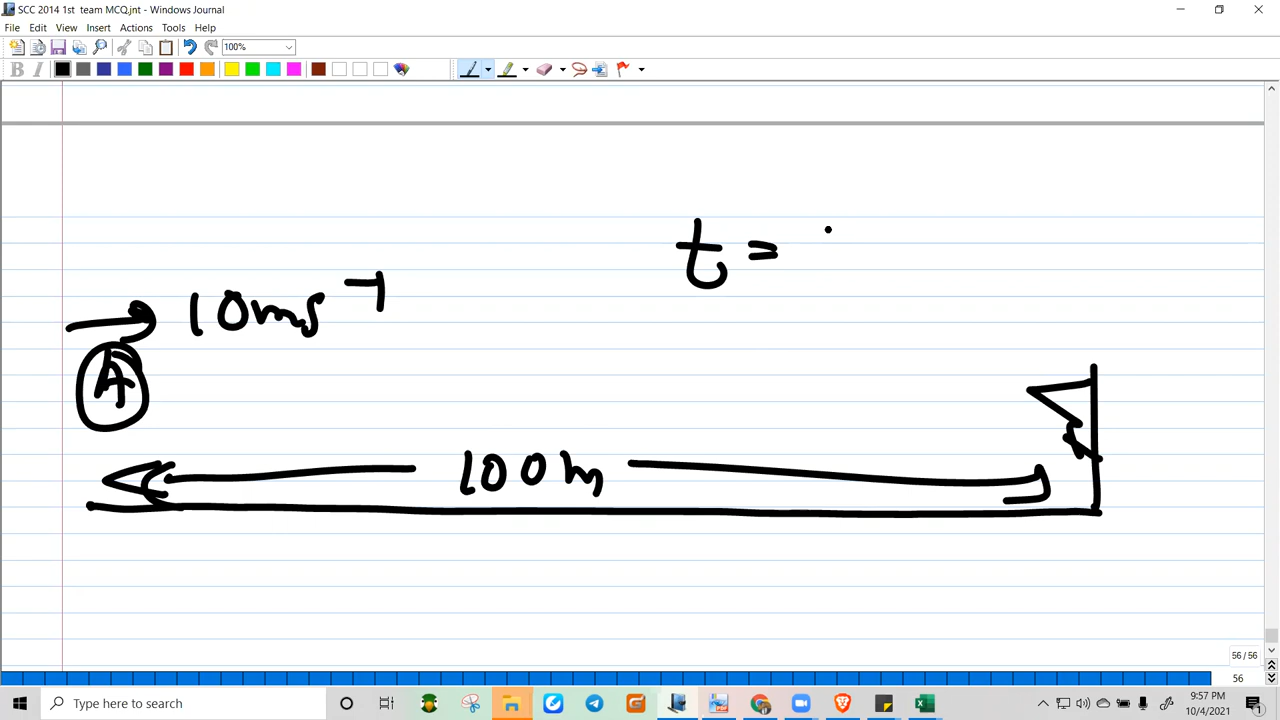 SCC 2014 1st team MCQ.jnt - Windows Journal
File Edit View Insert Actions Tools Help
100%
B I
t =
10ms⁻¹
A
100m
56 / 56
56
Type here to search
9:57 PM
10/4/2021